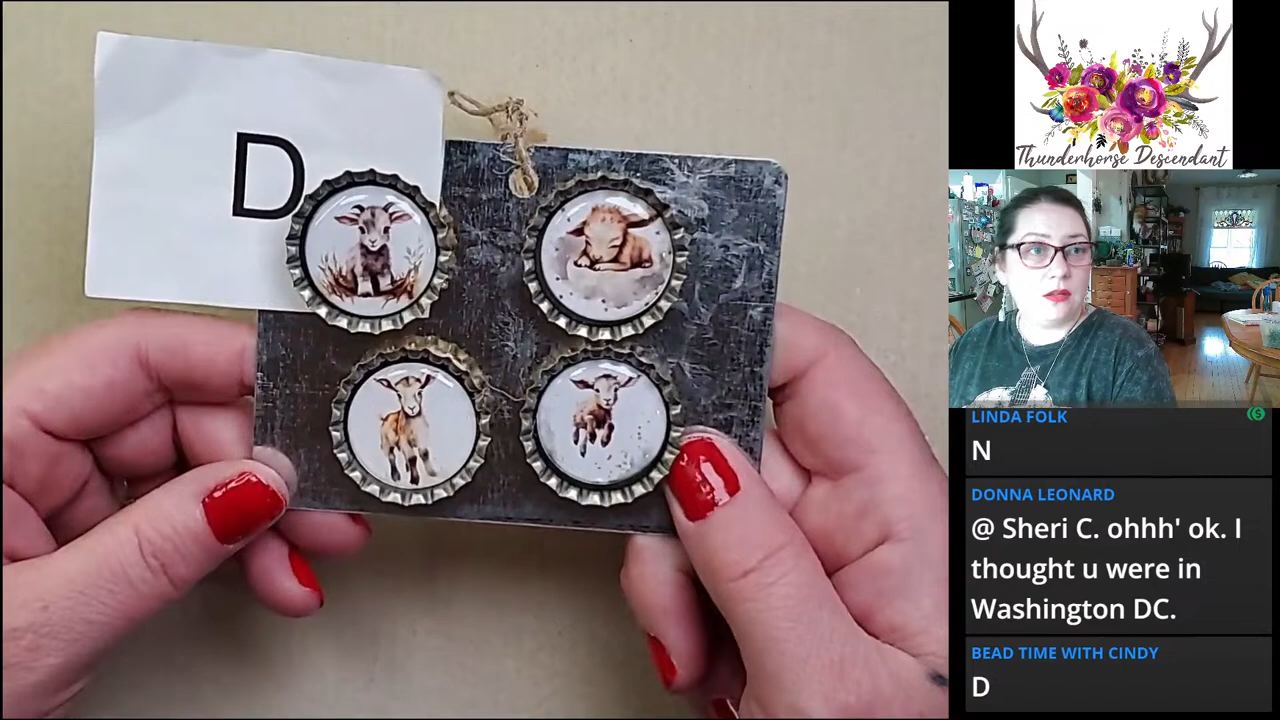 D
Thunderhorse Descendant
LINDA FOLK
N
DONNA LEONARD
@ Sheri C. ohhh' ok. I
thought u were in
Washington DC.
BEAD TIME WITH CINDY
D